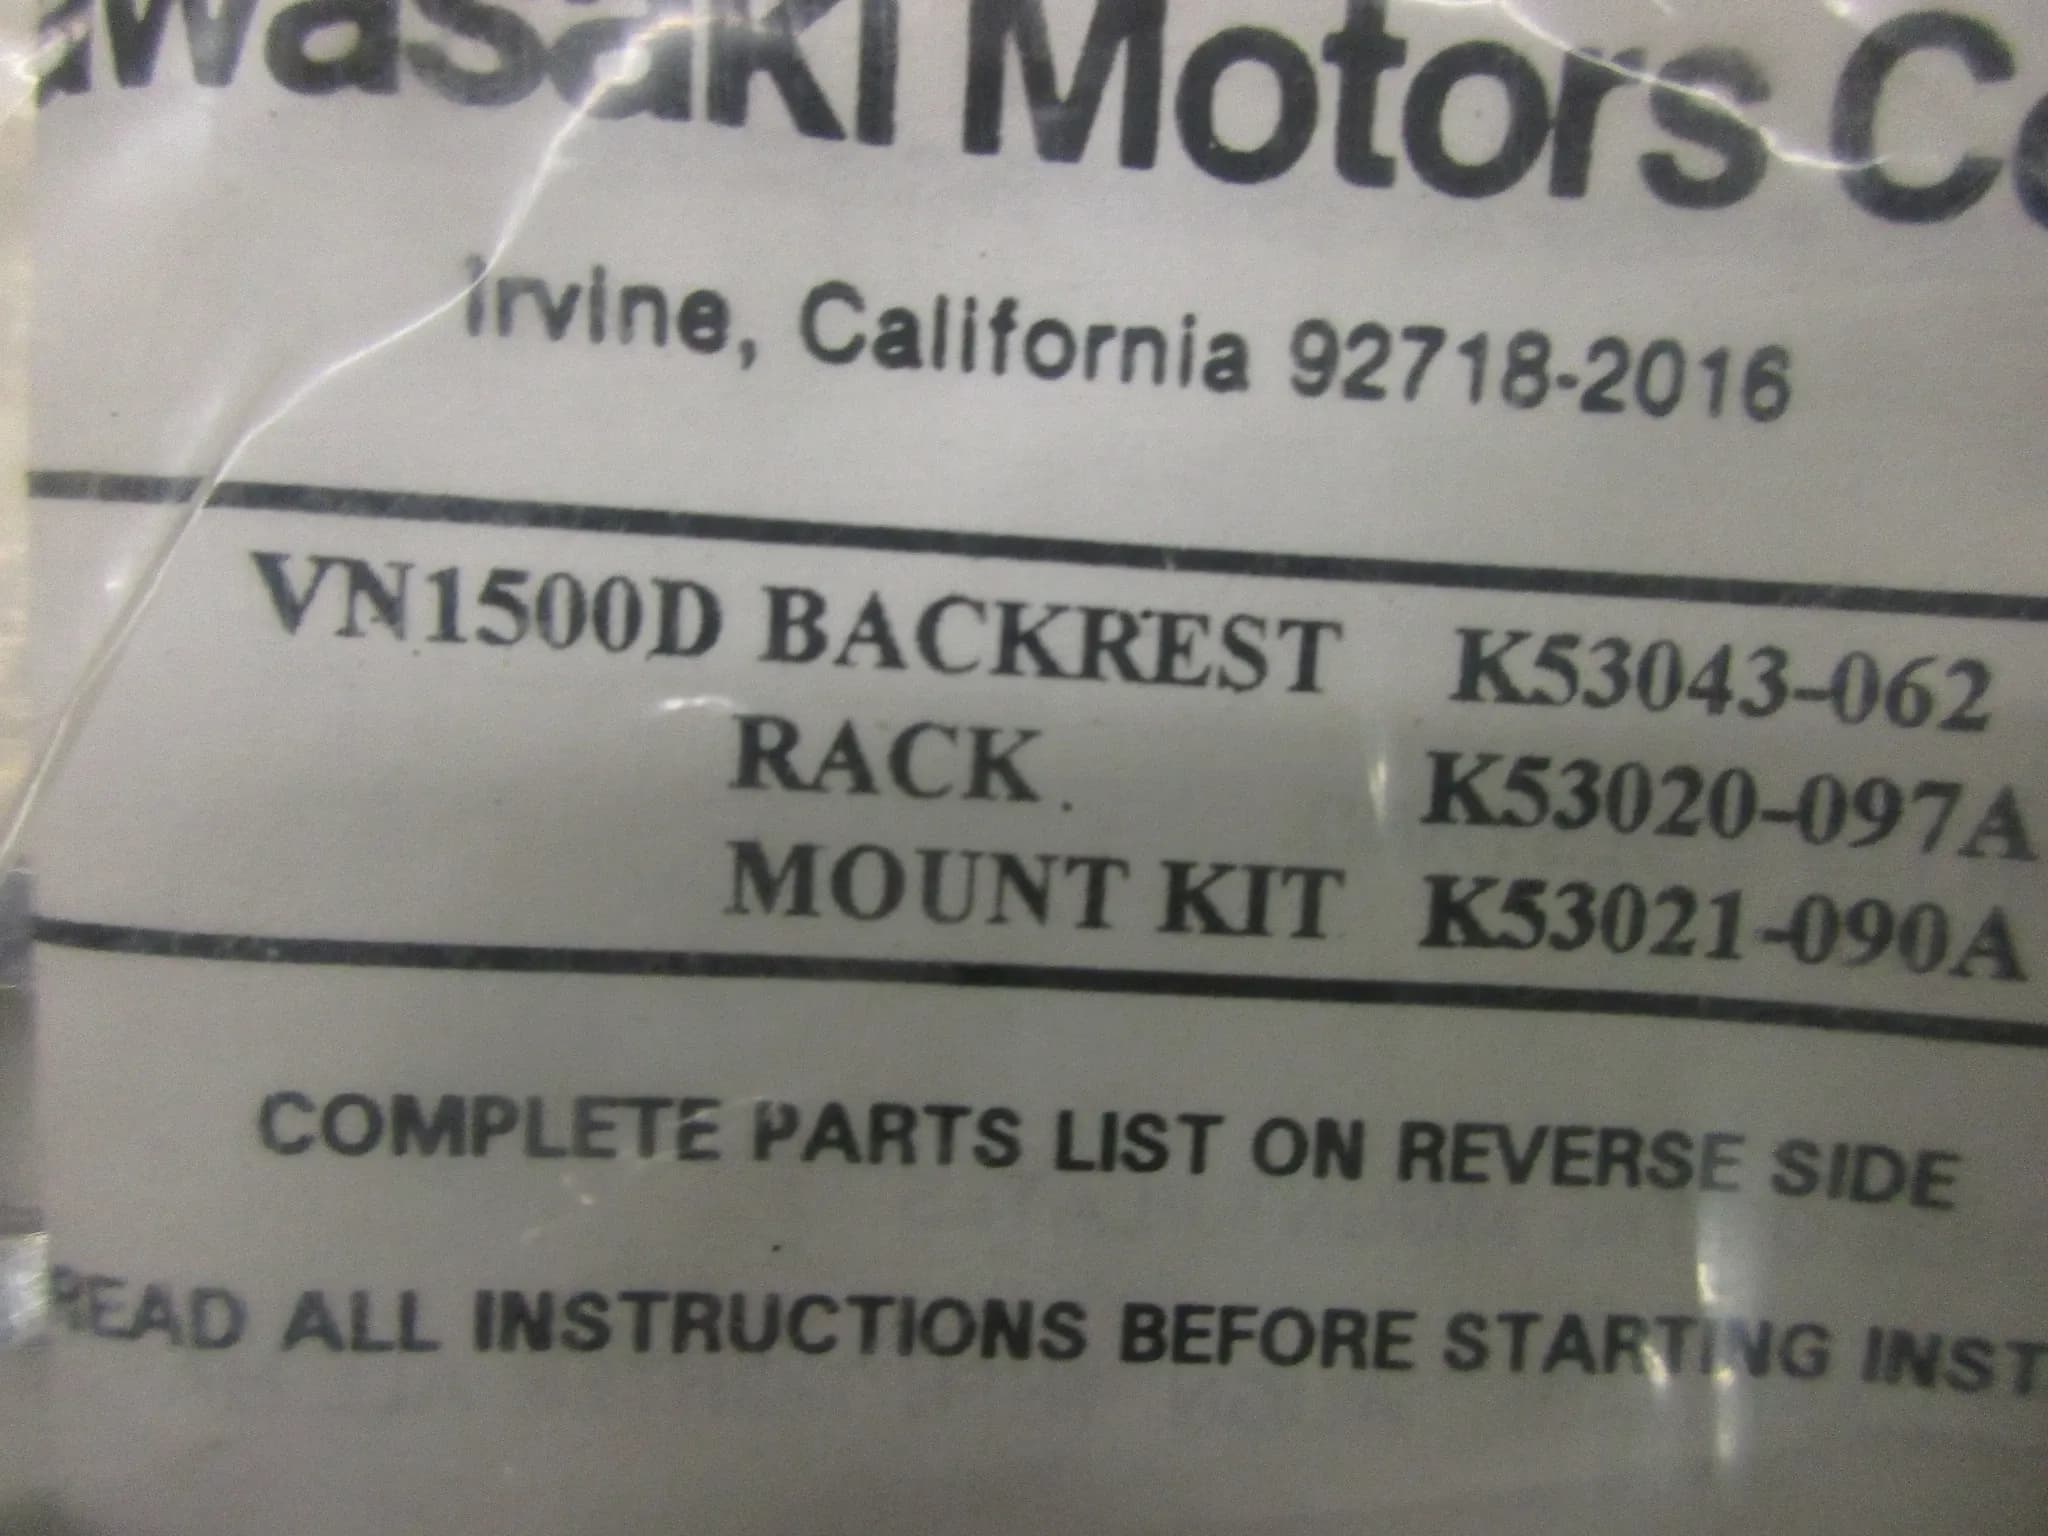 awasaki Motors Co
Irvine, California 92718-2016
VN1500D BACKREST K53043-062
RACK. K53020-097A
MOUNT KIT K53021-090A
COMPLETE PARTS LIST ON REVERSE SIDE
READ ALL INSTRUCTIONS BEFORE STARTING INST